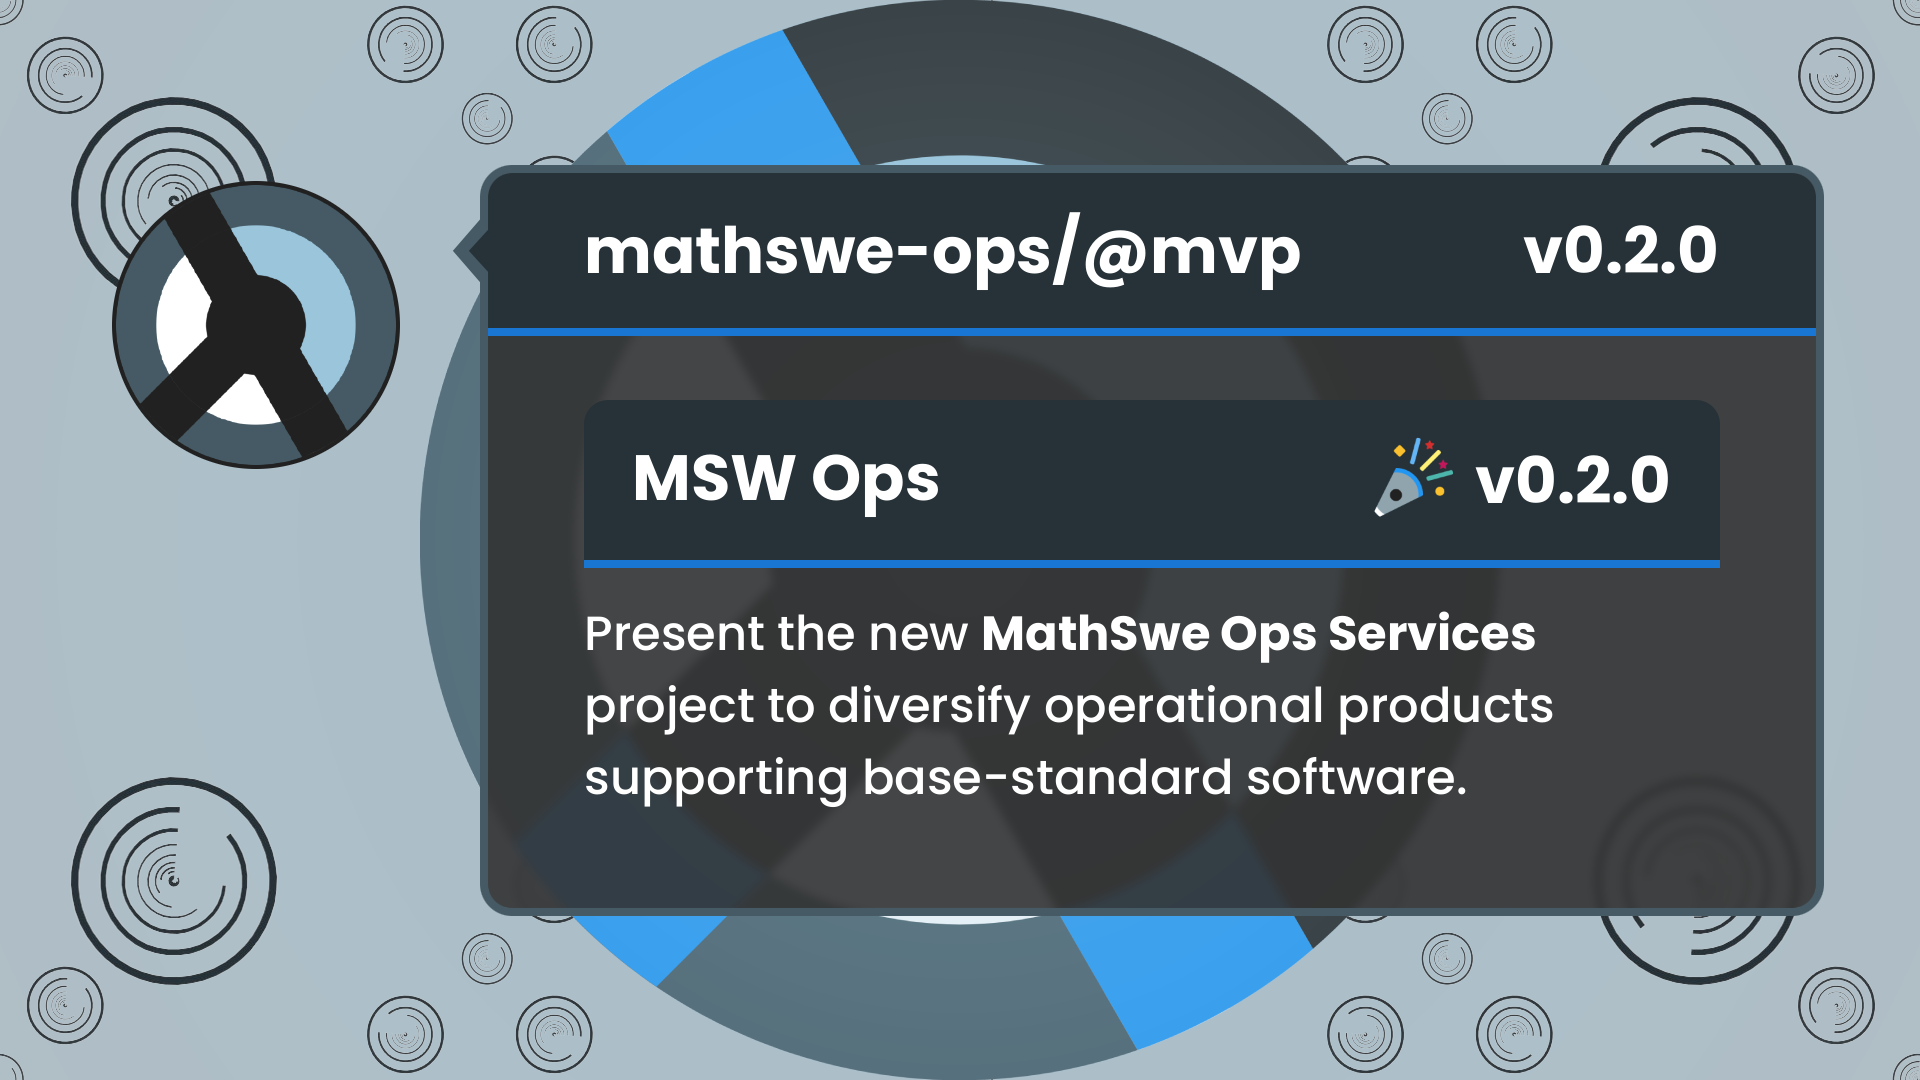 mathswe-ops/@mvp v0.2.0
MSW Ops 🎉 v0.2.0
Present the new MathSwe Ops Services
project to diversify operational products
supporting base-standard software.